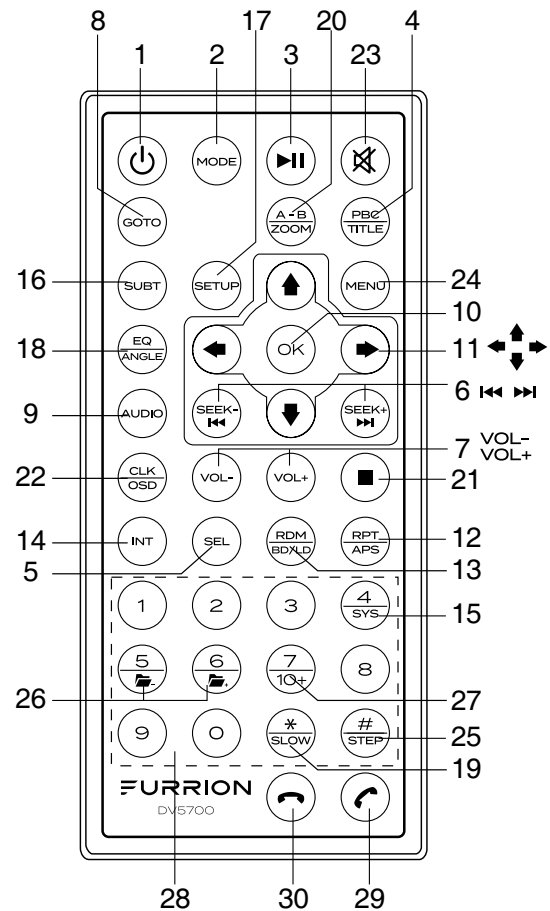 8 17 20 4
1 2 3 23
MODE
GOTO A-B PBC
ZOOM TITLE
16 SUBT SETUP MENU 24
10
18 EQ OK 11
ANGLE
9 AUDIO SEEK- SEEK+ 6
7 VOL-
VOL+
22 CLK VOL- VOL+ 21
OSD
14 INT SEL RDM RPT 12
BD/LD APS
5 13
1 2 3 4
SYS 15
5 6 7 8
10+
26 27
9 0 * # 25
SLOW STEP
19
FURRION
DV5700
28 30 29